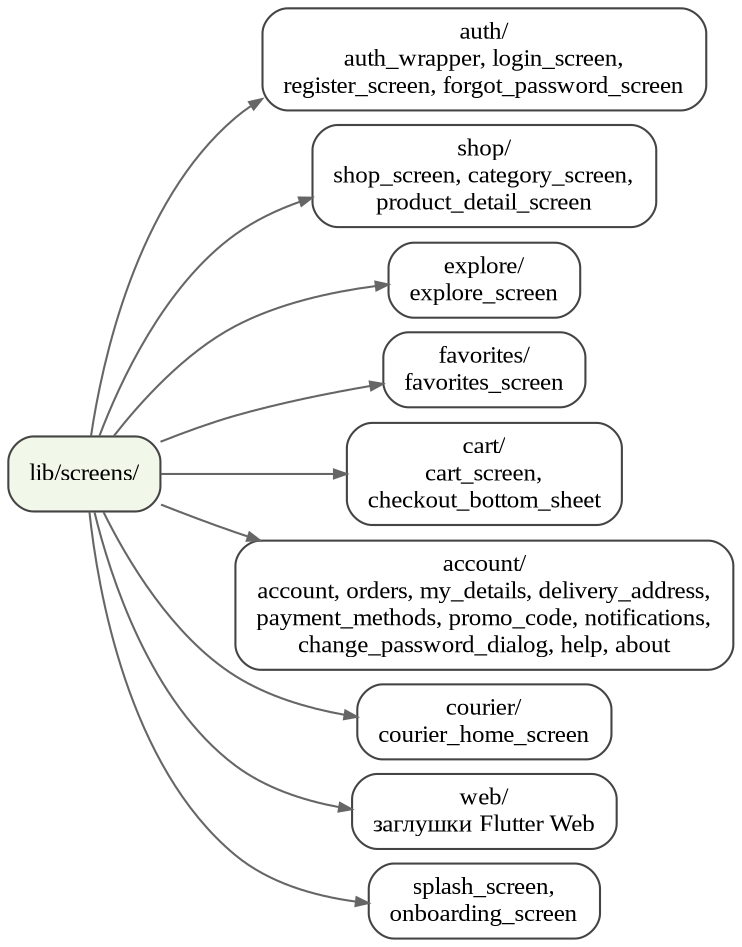 auth/
auth_wrapper, login_screen,
register_screen, forgot_password_screen
shop/
shop_screen, category_screen,
product_detail_screen
explore/
explore_screen
favorites/
favorites_screen
lib/screens/
cart/
cart_screen,
checkout_bottom_sheet
account/
account, orders, my_details, delivery_address,
payment_methods, promo_code, notifications,
change_password_dialog, help, about
courier/
courier_home_screen
web/
заглушки Flutter Web
splash_screen,
onboarding_screen